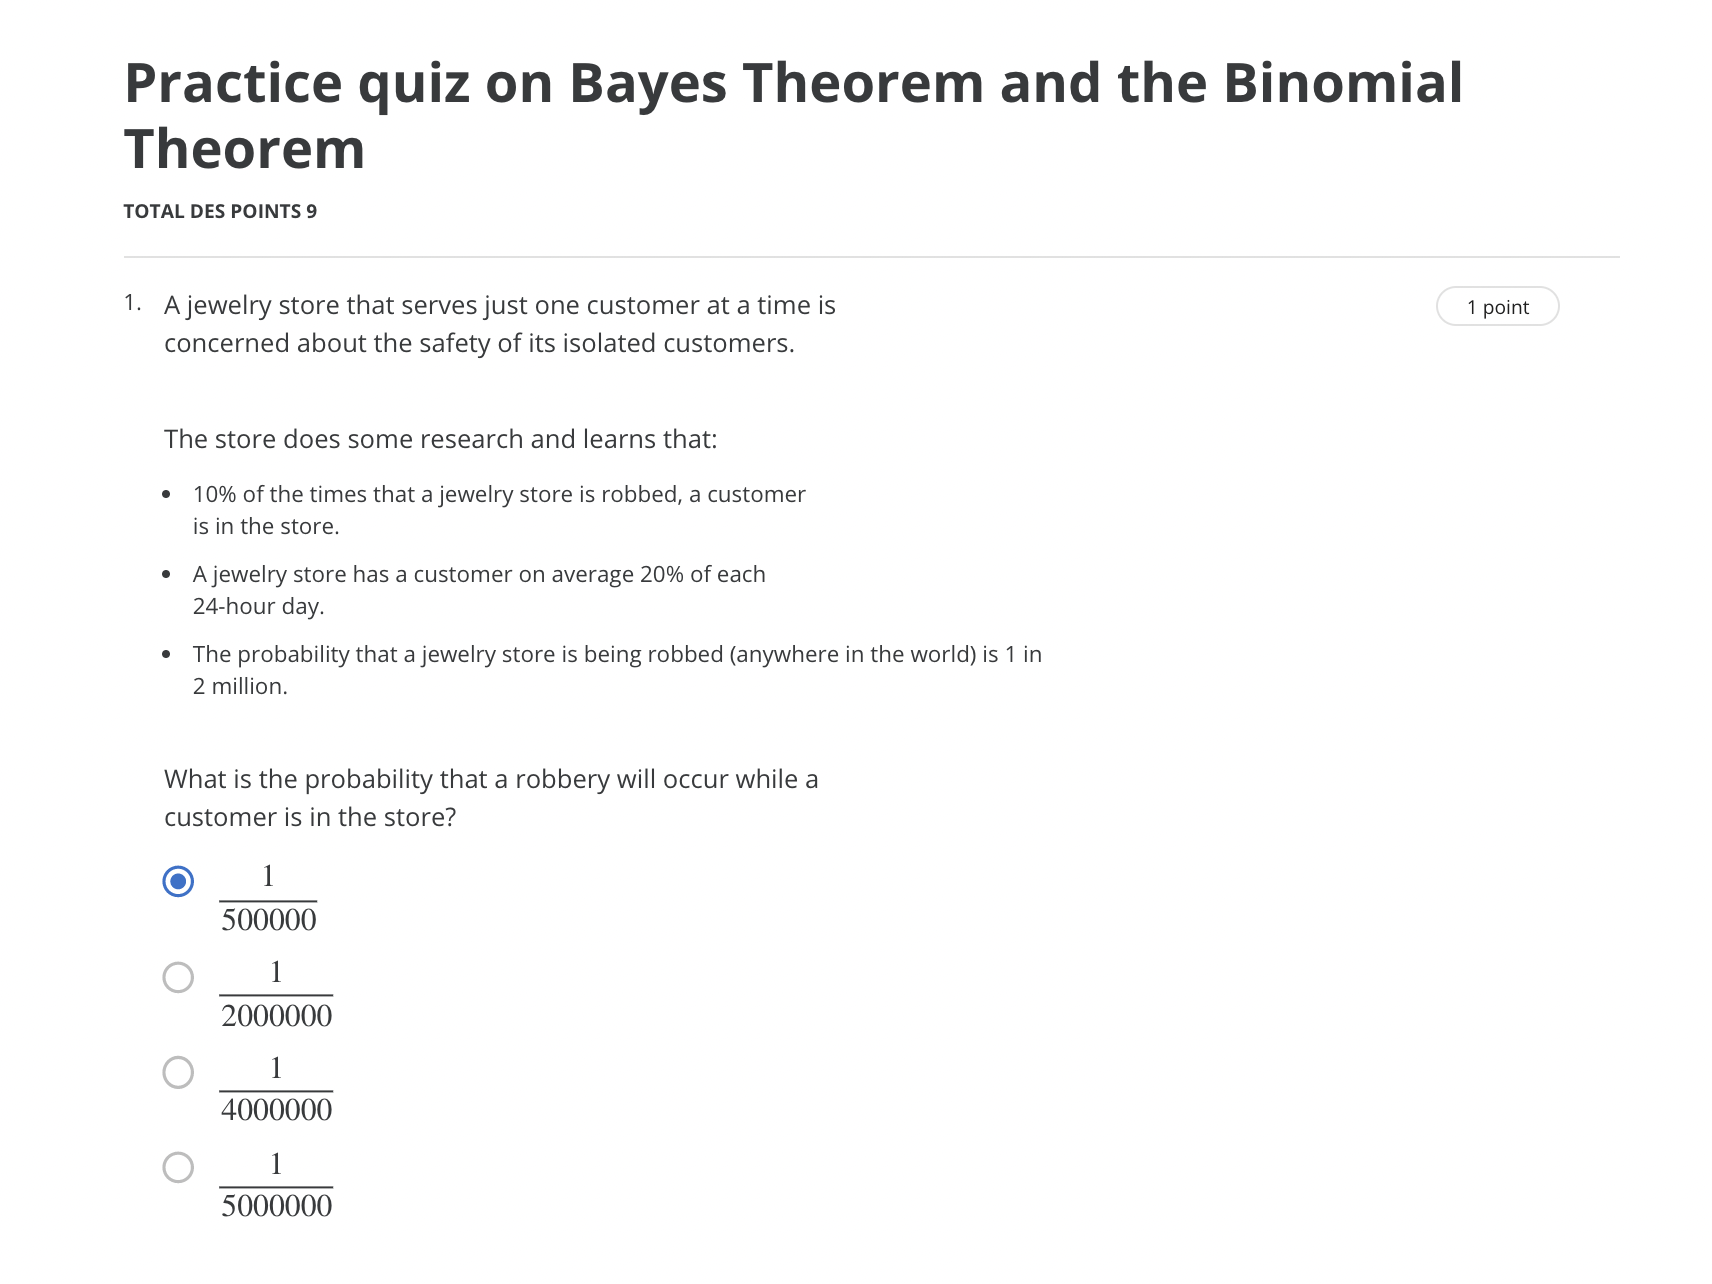 Practice quiz on Bayes Theorem and the Binomial
Theorem
TOTAL DES POINTS 9
1. A jewelry store that serves just one customer at a time is
1 point
concerned about the safety of its isolated customers.
The store does some research and learns that:
• 10% of the times that a jewelry store is robbed, a customer
is in the store.
• A jewelry store has a customer on average 20% of each
24-hour day.
• The probability that a jewelry store is being robbed (anywhere in the world) is 1 in
2 million.
What is the probability that a robbery will occur while a
customer is in the store?
1
500000
1
2000000
1
4000000
1
5000000